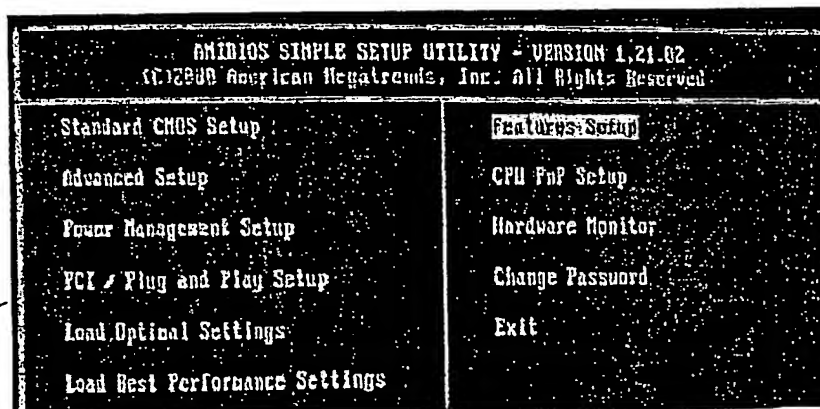 AMIBIOS SIMPLE SETUP UTILITY - VERSION 1.21.02
(C)2000 American Megatrends, Inc. All Rights Reserved
Standard CMOS Setup
Advanced Setup
Power Management Setup
PCI / Plug and Play Setup
Load Optimal Settings
Load Best Performance Settings
Features Setup
CPU PnP Setup
Hardware Monitor
Change Password
Exit